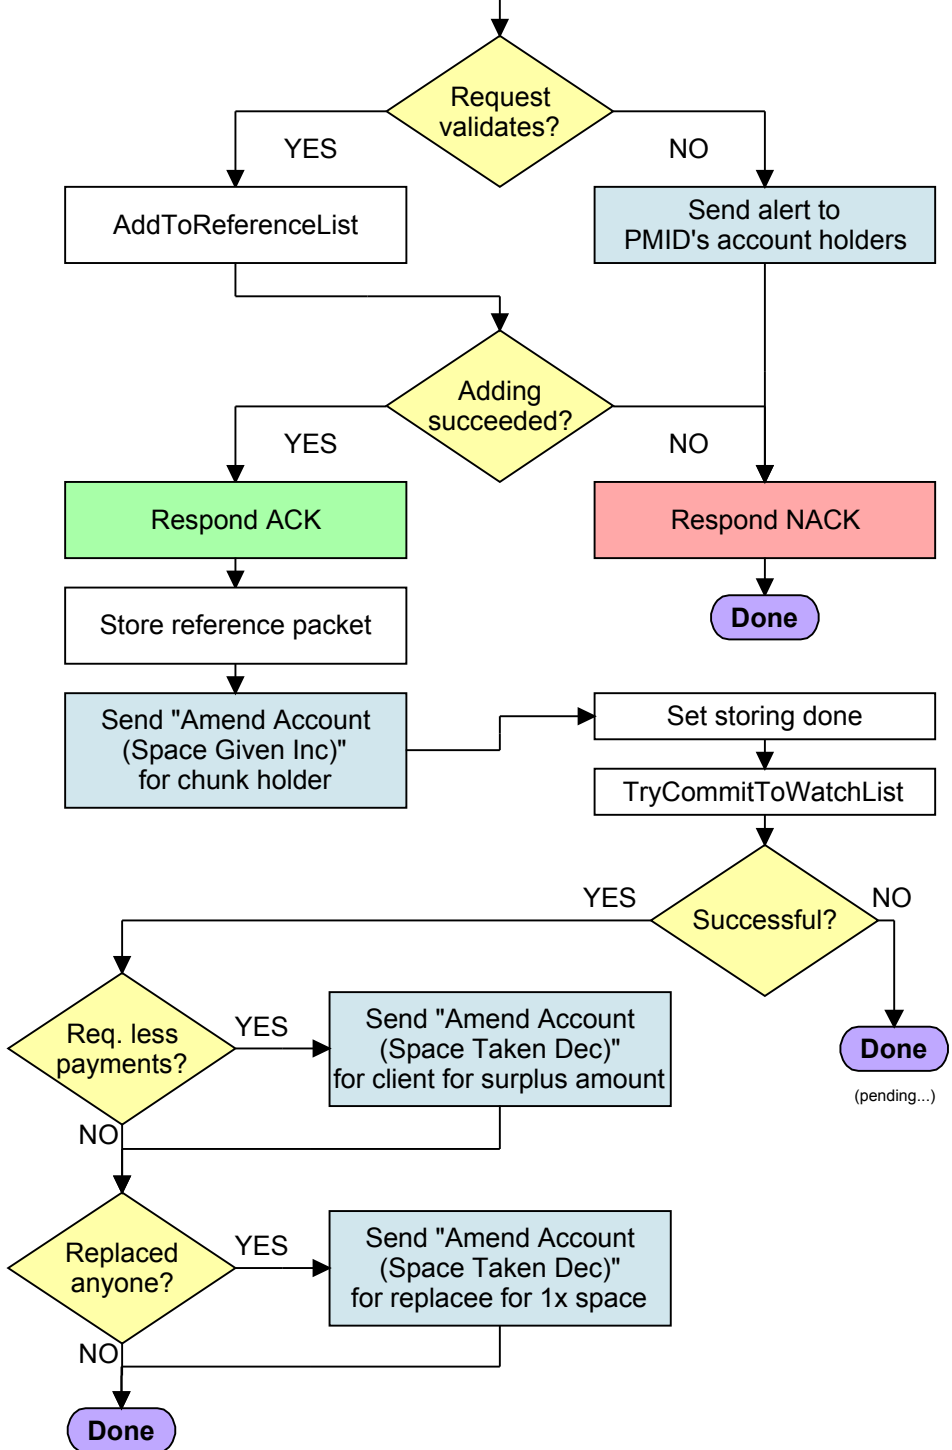 Request
validates?
YES
NO
AddToReferenceList
Send alert to
PMID's account holders
Adding
succeeded?
YES
NO
Respond ACK
Respond NACK
Store reference packet
Done
Send "Amend Account
(Space Given Inc)"
for chunk holder
Set storing done
TryCommitToWatchList
YES
NO
Successful?
Req. less
payments?
YES
Send "Amend Account
(Space Taken Dec)"
for client for surplus amount
Done
(pending...)
NO
Replaced
anyone?
YES
Send "Amend Account
(Space Taken Dec)"
for replacee for 1x space
NO
Done